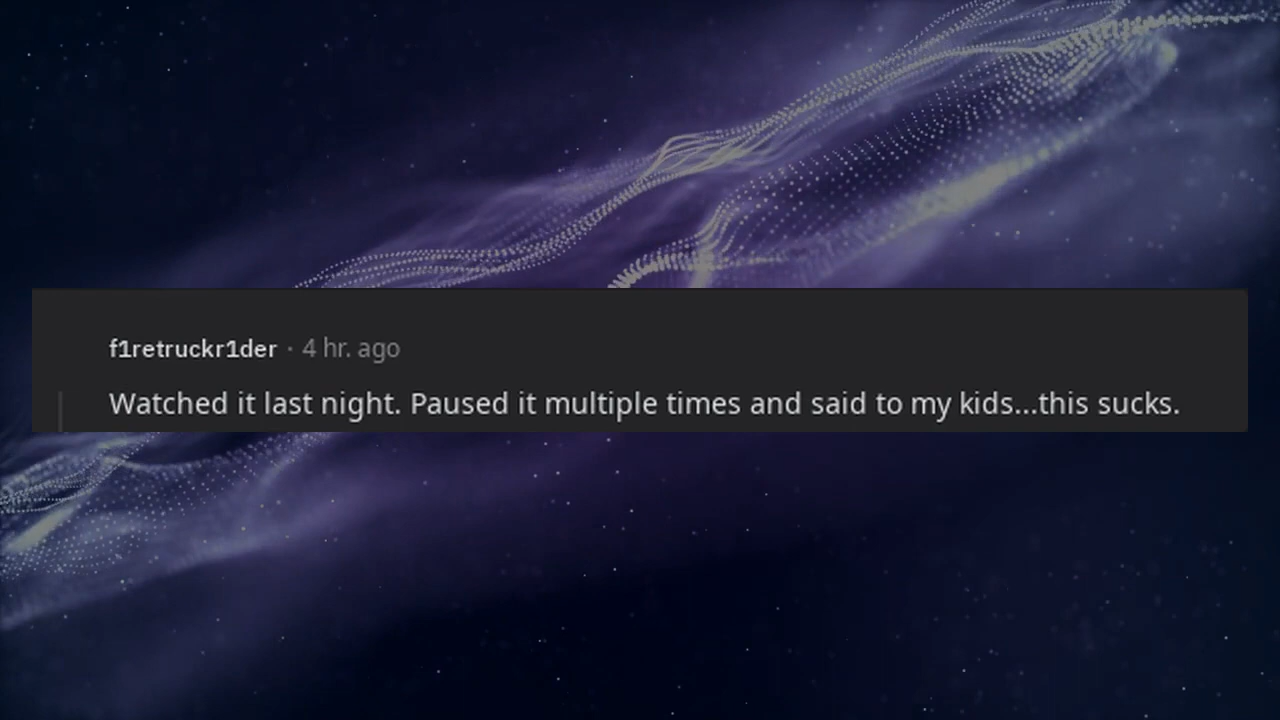 f1retruckr1der · 4 hr. ago
Watched it last night. Paused it multiple times and said to my kids...this sucks.